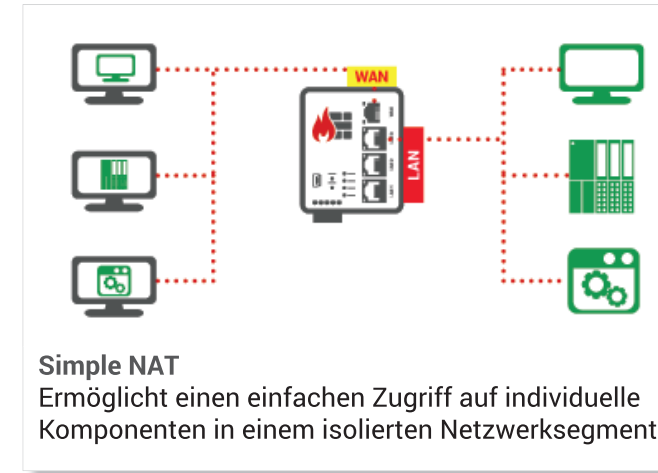 WAN
LAN
Simple NAT
Ermöglicht einen einfachen Zugriff auf individuelle
Komponenten in einem isolierten Netzwerksegment